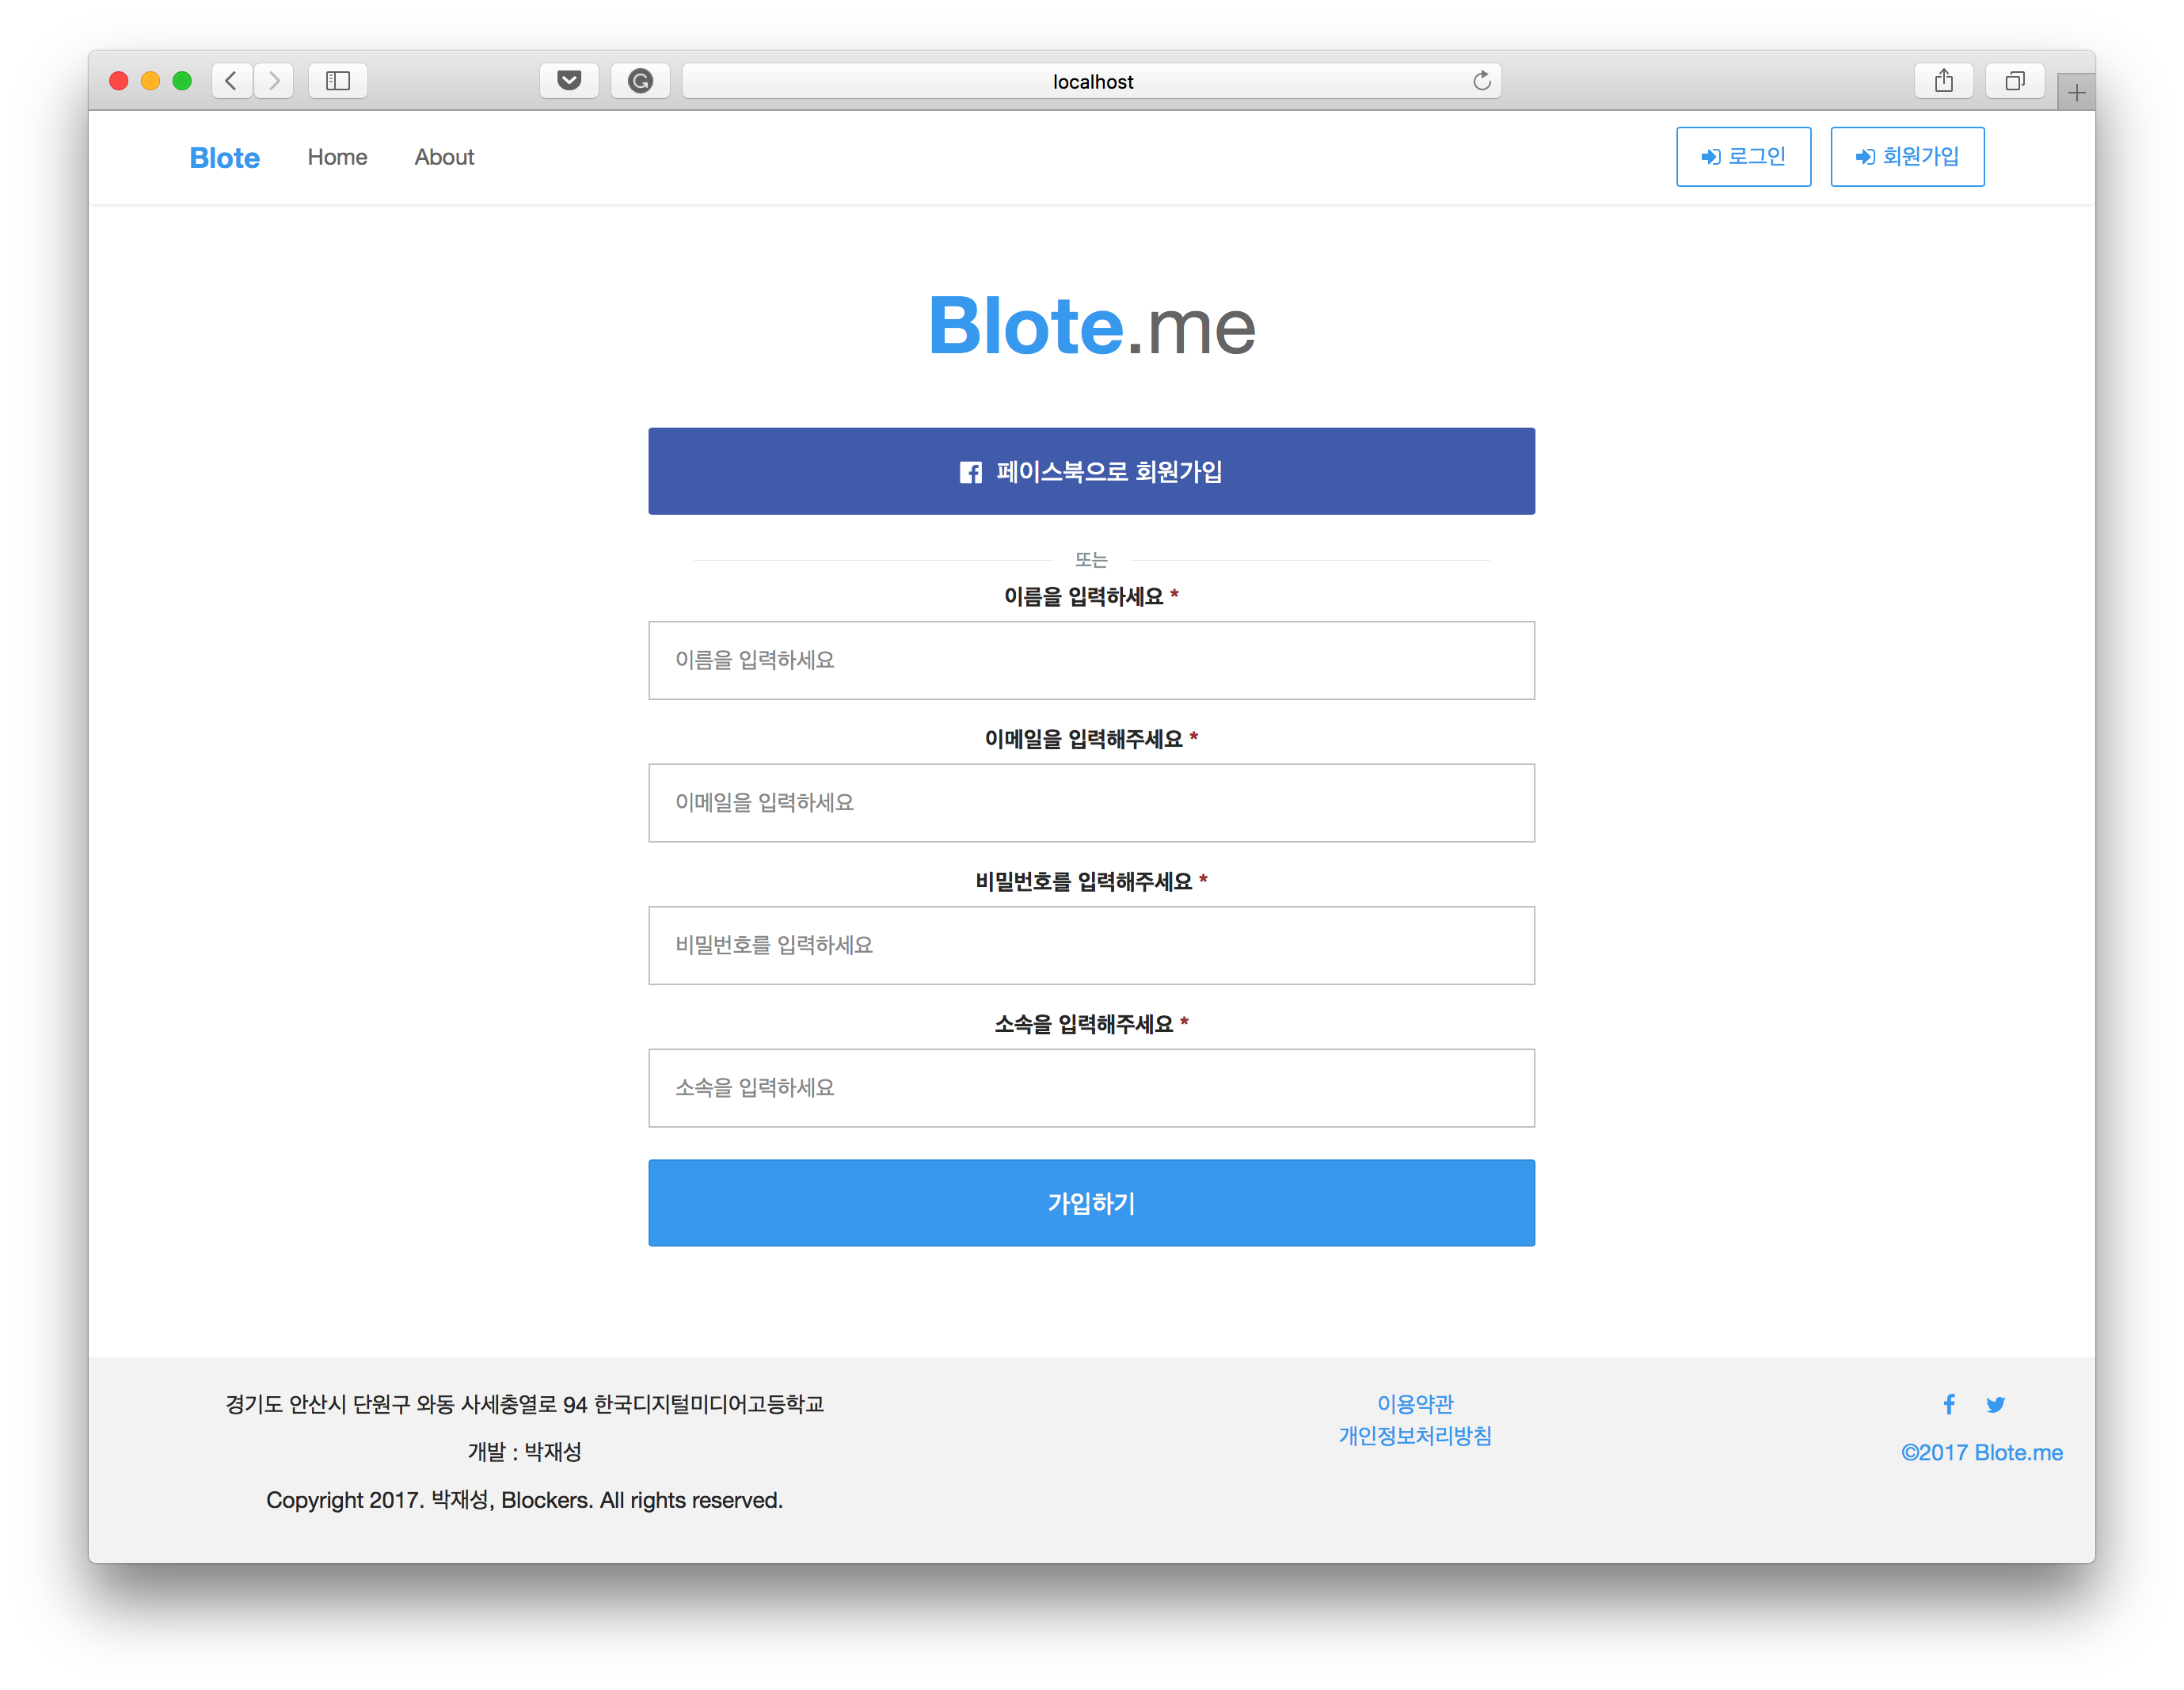 localhost
Blote Home About 로그인 회원가입
Blote.me
페이스북으로 회원가입
또는
이름을 입력하세요 *
이름을 입력하세요
이메일을 입력해주세요 *
이메일을 입력하세요
비밀번호를 입력해주세요 *
비밀번호를 입력하세요
소속을 입력해주세요 *
소속을 입력하세요
가입하기
경기도 안산시 단원구 와동 사세충열로 94 한국디지털미디어고등학교
개발 : 박재성
Copyright 2017. 박재성, Blockers. All rights reserved.
이용약관
개인정보처리방침
©2017 Blote.me